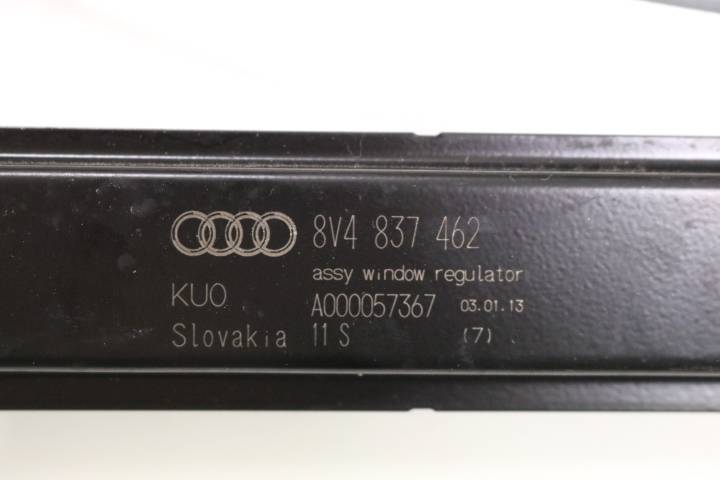 8V4 837 462
assy window regulator
KUO A000057367 03.01.13
Slovakia 11 S (7)